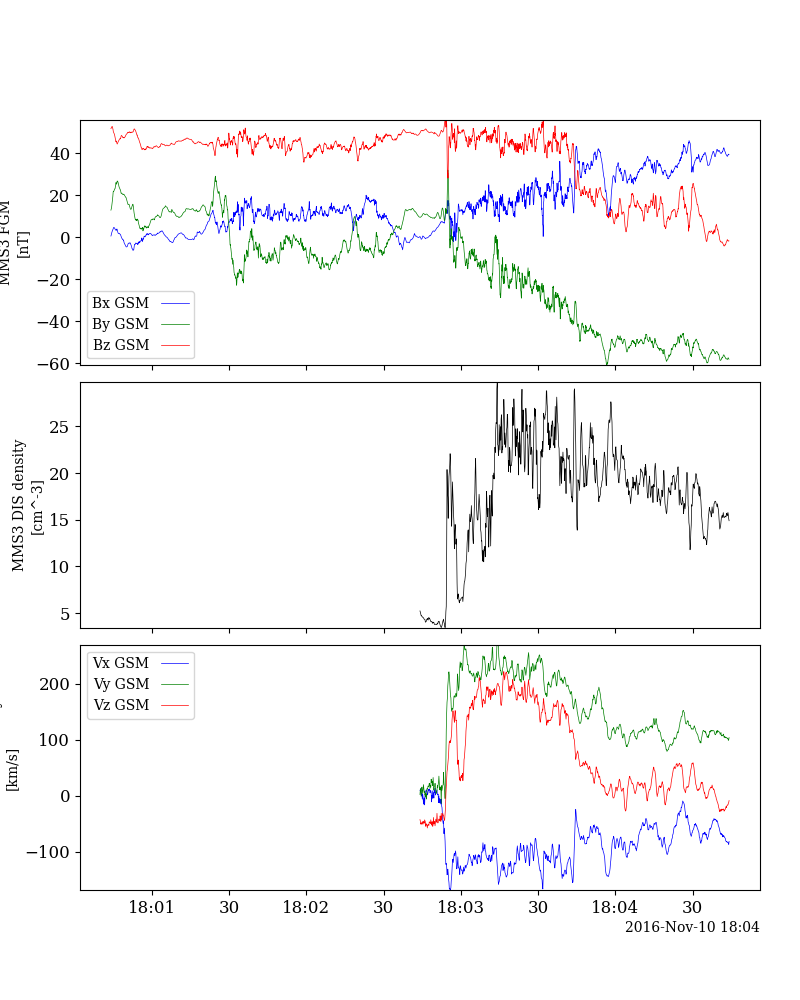 MMS3 FGM
[nT]
40
20
0
−20
−40
−60
Bx GSM
By GSM
Bz GSM
MMS3 DIS density
[cm^-3]
25
20
15
10
5
[km/s]
200
100
0
−100
Vx GSM
Vy GSM
Vz GSM
18:01 30 18:02 30 18:03 30 18:04 30
2016-Nov-10 18:04